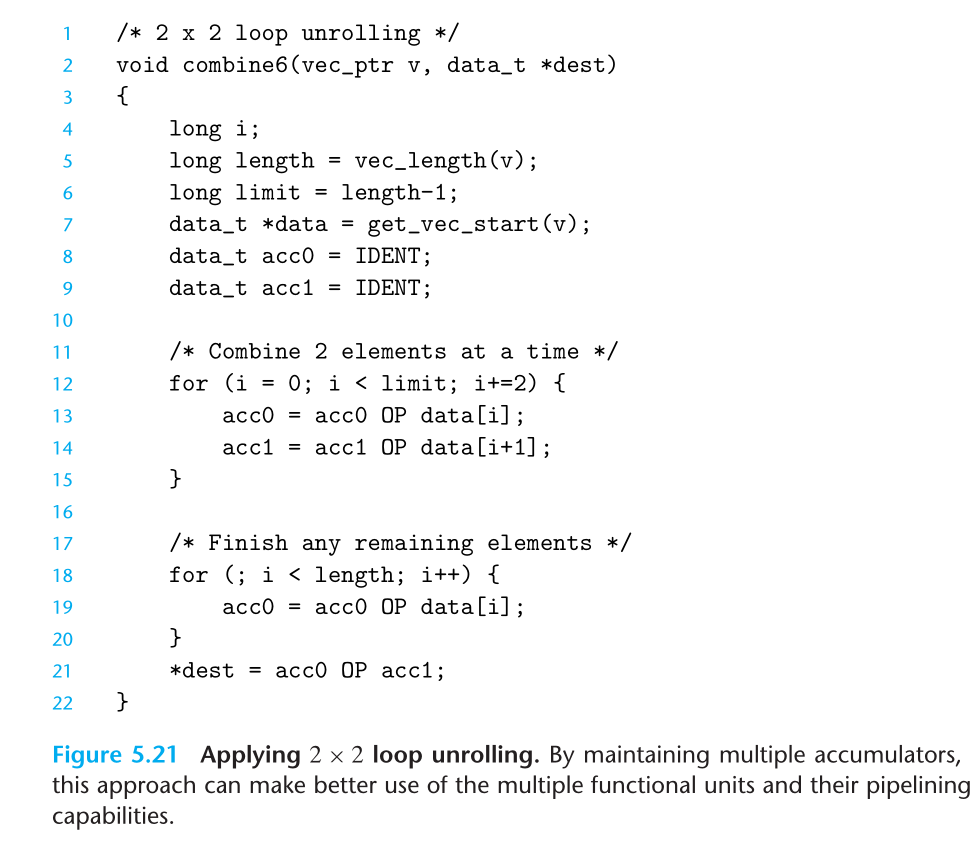 1 /* 2 x 2 loop unrolling */
2 void combine6(vec_ptr v, data_t *dest)
3 {
4     long i;
5     long length = vec_length(v);
6     long limit = length-1;
7     data_t *data = get_vec_start(v);
8     data_t acc0 = IDENT;
9     data_t acc1 = IDENT;
10
11     /* Combine 2 elements at a time */
12     for (i = 0; i < limit; i+=2) {
13         acc0 = acc0 OP data[i];
14         acc1 = acc1 OP data[i+1];
15     }
16
17     /* Finish any remaining elements */
18     for (; i < length; i++) {
19         acc0 = acc0 OP data[i];
20     }
21     *dest = acc0 OP acc1;
22 }
Figure 5.21 Applying 2 × 2 loop unrolling. By maintaining multiple accumulators,
this approach can make better use of the multiple functional units and their pipelining
capabilities.